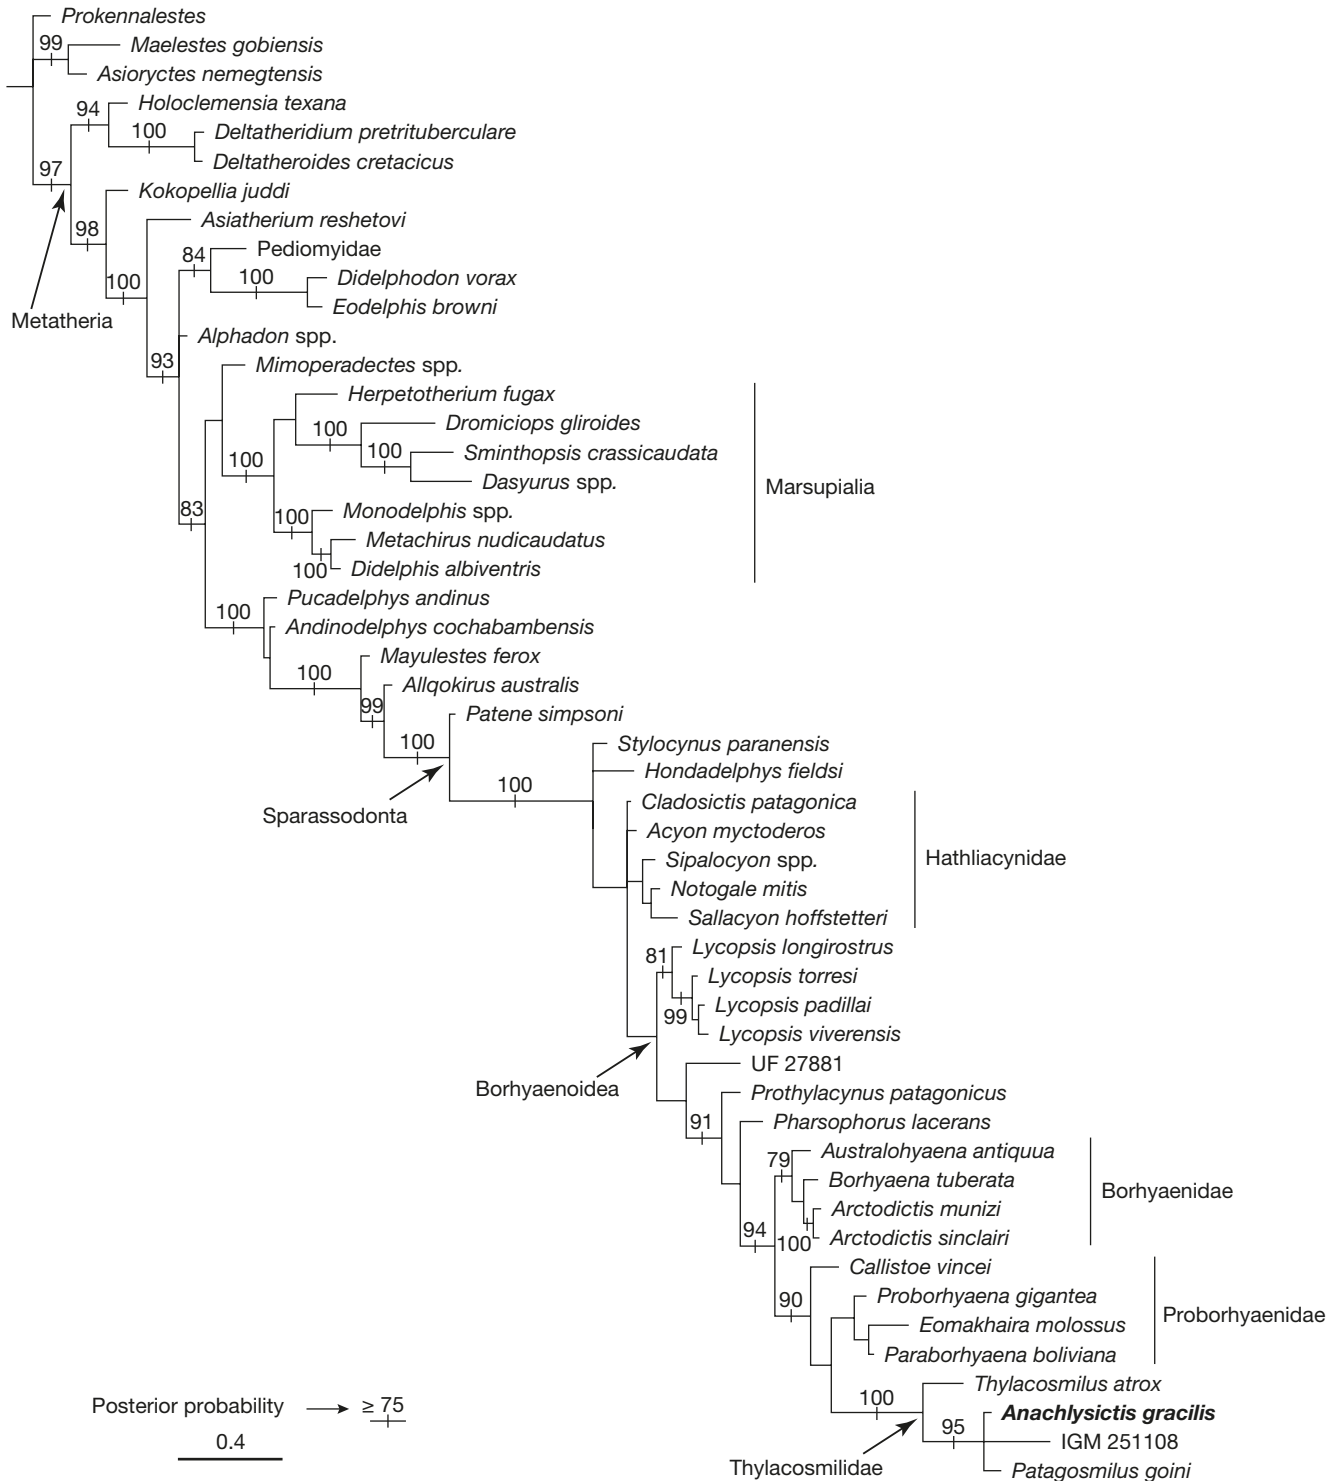 Prokennalestes
99
Maelestes gobiensis
Asioryctes nemegtensis
94
Holoclemensia texana
100
Deltatheridium pretrituberculare
Deltatheroides cretacicus
97
Kokopellia juddi
98
Asiatherium reshetovi
84
Pediomyidae
100
Didelphodon vorax
100
Eodelphis browni
Metatheria
Alphadon spp.
93
Mimoperadectes spp.
Herpetotherium fugax
100
Dromiciops gliroides
100
Sminthopsis crassicaudata
100
Dasyurus spp.
Marsupialia
83
100
Monodelphis spp.
Metachirus nudicaudatus
100
Didelphis albiventris
100
Pucadelphys andinus
Andinodelphys cochabambensis
Mayulestes ferox
100
Allqokirus australis
99
Patene simpsoni
100
Stylocynus paranensis
Hondadelphys fieldsi
100
Sparassodonta
Cladosictis patagonica
Acyon myctoderos
Sipalocyon spp.
Hathliacynidae
Notogale mitis
Sallacyon hoffstetteri
81
Lycopsis longirostrus
Lycopsis torresi
99
Lycopsis padillai
Lycopsis viverensis
UF 27881
Borhyaenoidea
Prothylacynus patagonicus
91
Pharsophorus lacerans
79
Australohyaena antiquua
Borhyaena tuberata
Borhyaenidae
Arctodictis munizi
94
100
Arctodictis sinclairi
Callistoe vincei
90
Proborhyaena gigantea
Eomakhaira molossus
Proborhyaenidae
Paraborhyaena boliviana
Thylacosmilus atrox
100
Anachlysictis gracilis
95
IGM 251108
Thylacosmilidae
Patagosmilus goini
Posterior probability ≥ 75
0.4